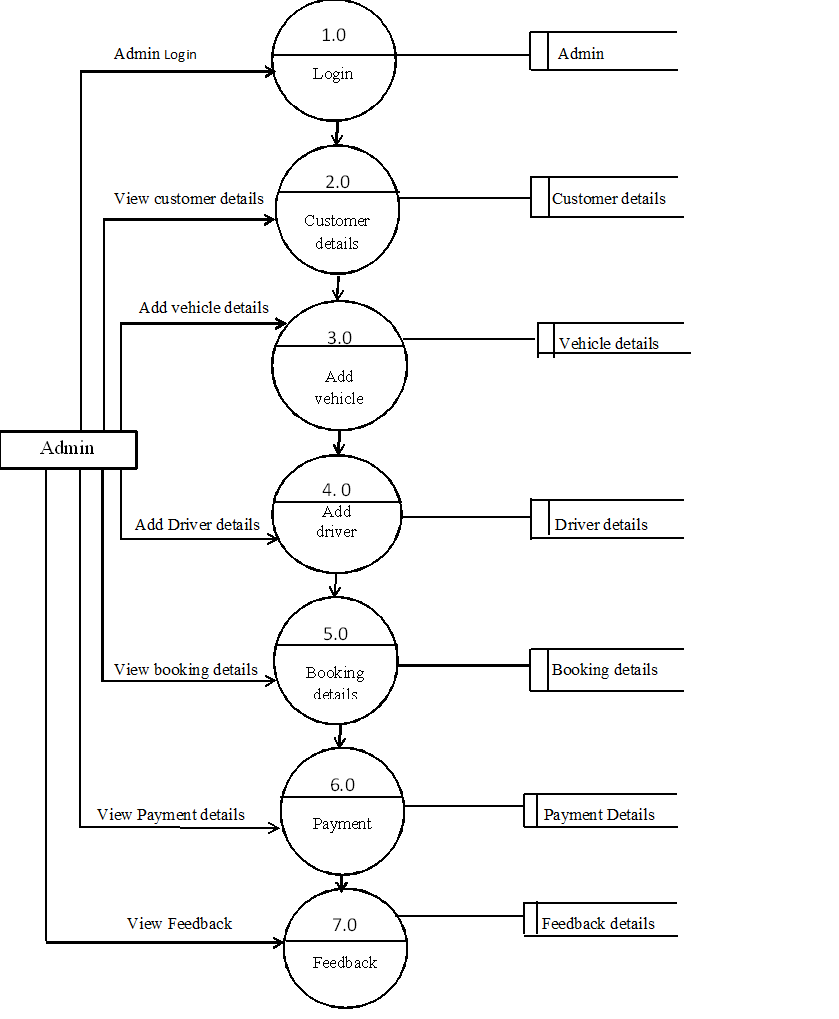 1.0
Admin Login
Admin
Login
2.0
View customer details
Customer details
Customer
details
Add vehicle details
3.0
Vehicle details
Add
vehicle
Admin
4. 0
Add
Add Driver details
Driver details
driver
5.0
View booking details
Booking details
Booking
details
6.0
View Payment details
Payment Details
Payment
7.0
View Feedback
Feedback details
Feedback